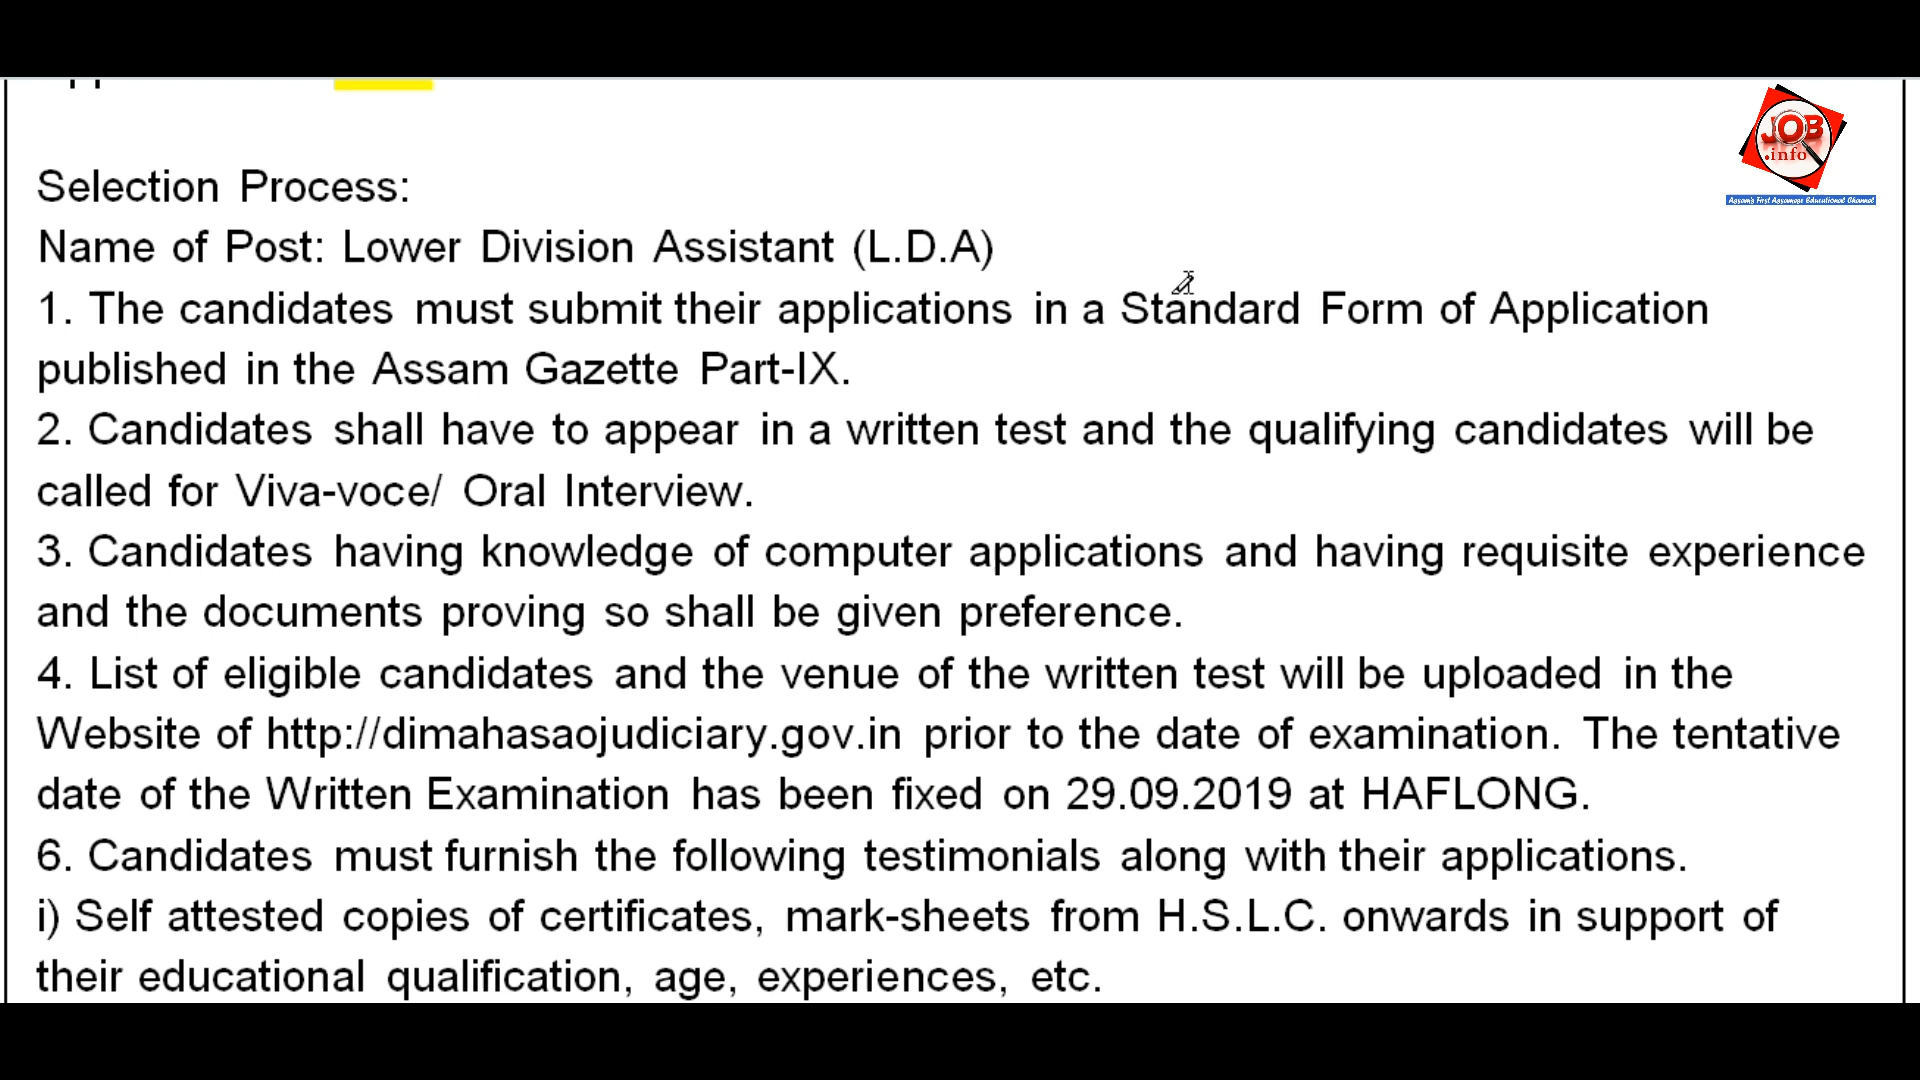 JOB
.info
Assam's First Assamese Educational Channel
Selection Process:
Name of Post: Lower Division Assistant (L.D.A)
1. The candidates must submit their applications in a Standard Form of Application
published in the Assam Gazette Part-IX.
2. Candidates shall have to appear in a written test and the qualifying candidates will be
called for Viva-voce/ Oral Interview.
3. Candidates having knowledge of computer applications and having requisite experience
and the documents proving so shall be given preference.
4. List of eligible candidates and the venue of the written test will be uploaded in the
Website of http://dimahasaojudiciary.gov.in prior to the date of examination. The tentative
date of the Written Examination has been fixed on 29.09.2019 at HAFLONG.
6. Candidates must furnish the following testimonials along with their applications.
i) Self attested copies of certificates, mark-sheets from H.S.L.C. onwards in support of
their educational qualification, age, experiences, etc.